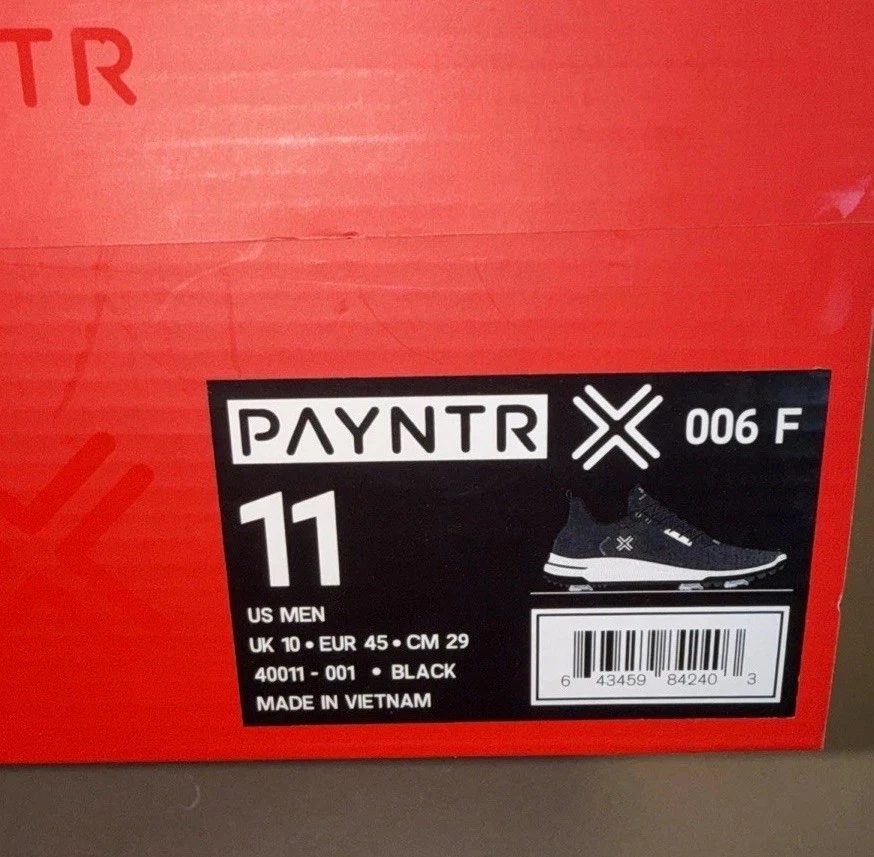 NTR
PAYNTR X 006 F
11
US MEN
UK 10 • EUR 45 • CM 29
40011 - 001 • BLACK
MADE IN VIETNAM
6 43459 84240 3